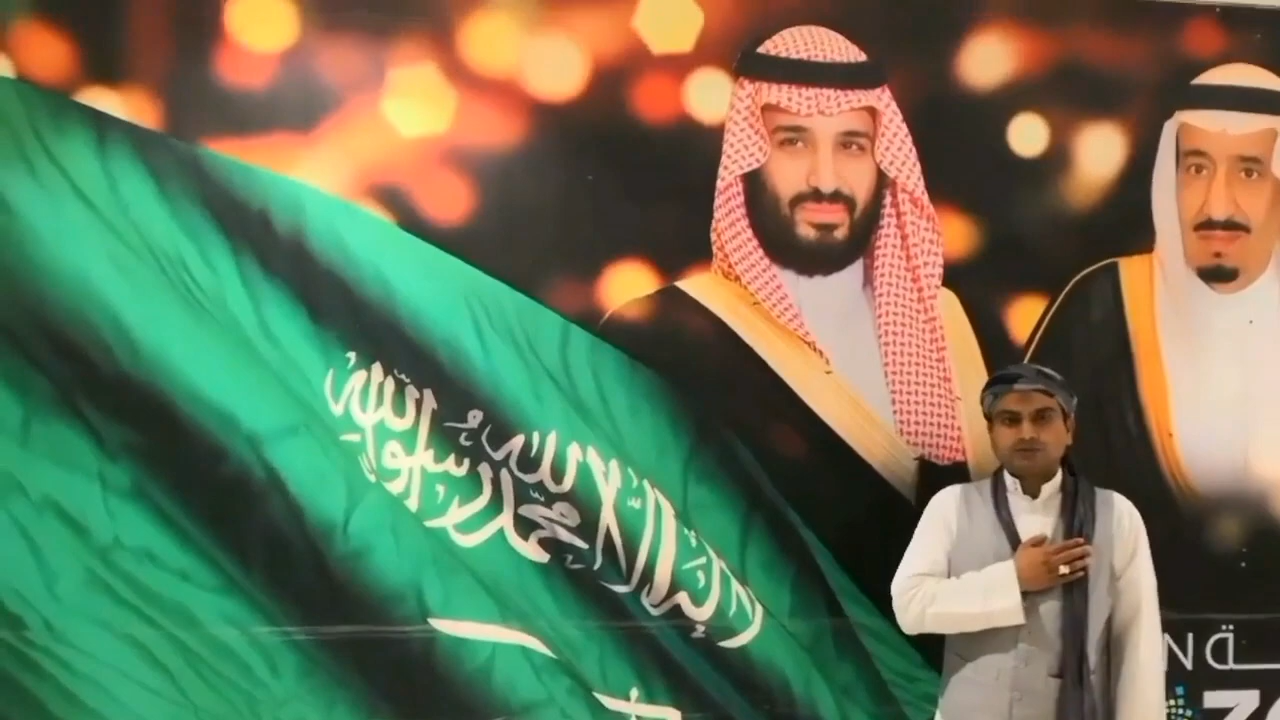 لا إله إلا الله محمد رسول الله